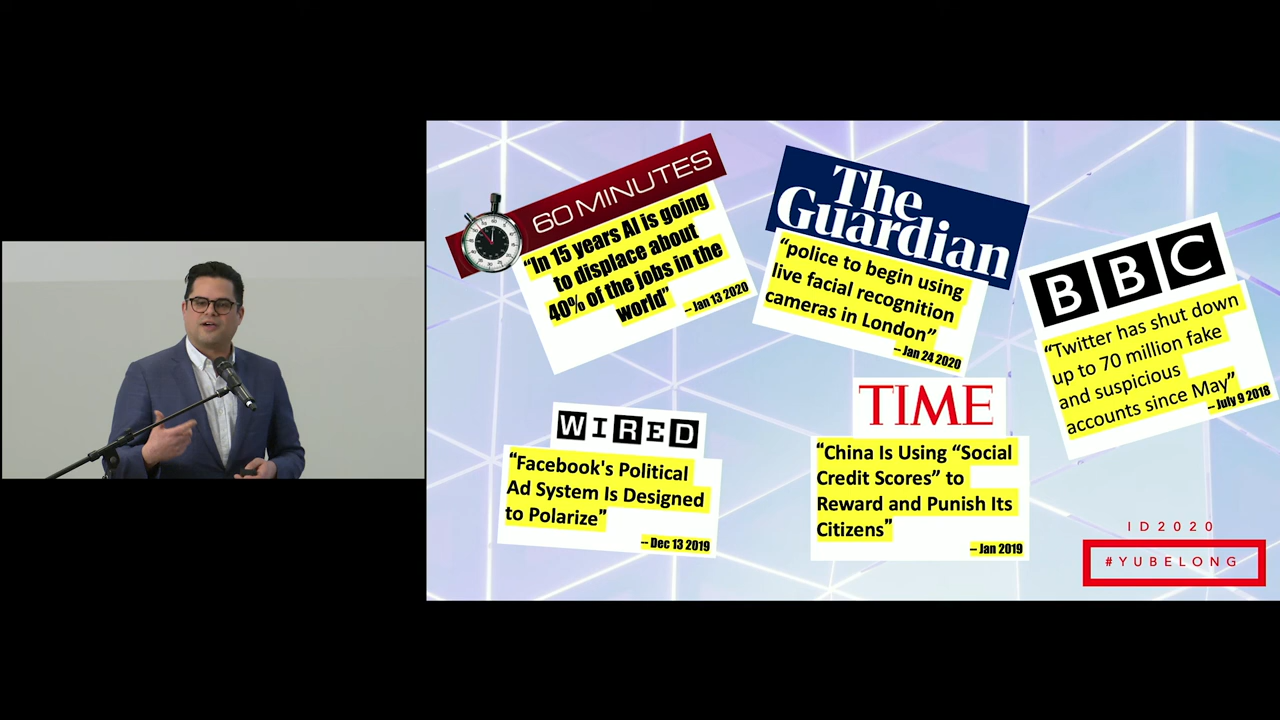 60 MINUTES
“In 15 years AI is going
to displace about
40% of the jobs in the
world”
-- Jan 13 2020
The
Guardian
“police to begin using
live facial recognition
cameras in London”
-- Jan 24 2020
BBC
“Twitter has shut down
up to 70 million fake
and suspicious
accounts since May”
-- July 9 2018
WIRED
“Facebook's Political
Ad System Is Designed
to Polarize”
-- Dec 13 2019
TIME
“China Is Using “Social
Credit Scores” to
Reward and Punish Its
Citizens”
-- Jan 2019
ID2020
#YUBELONG